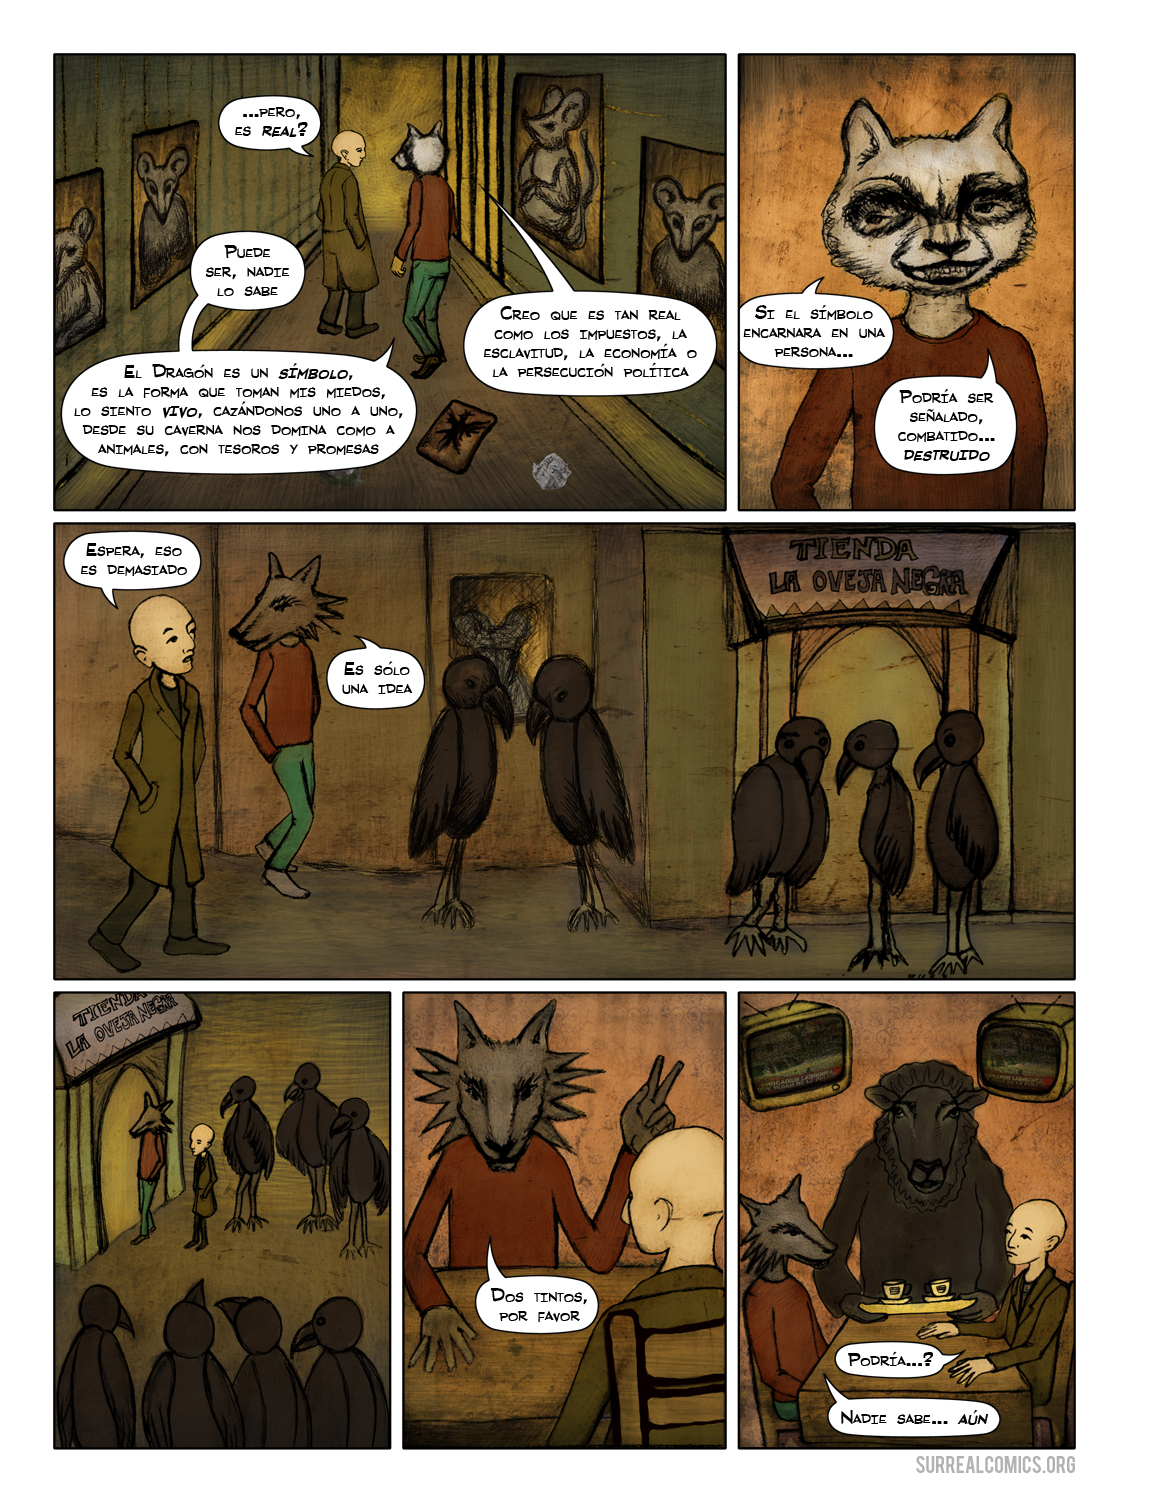 ...PERO,
ES REAL?
PUEDE
SER, NADIE
LO SABE
EL DRAGÓN ES UN SÍMBOLO,
ES LA FORMA QUE TOMAN MIS MIEDOS,
LO SIENTO VIVO, CAZÁNDONOS UNO A UNO,
DESDE SU CAVERNA NOS DOMINA COMO A
ANIMALES, CON TESOROS Y PROMESAS
CREO QUE ES TAN REAL
COMO LOS IMPUESTOS, LA
ESCLAVITUD, LA ECONOMÍA O
LA PERSECUCIÓN POLÍTICA
SI EL SÍMBOLO
ENCARNARA EN UNA
PERSONA...
PODRÍA SER
SEÑALADO,
COMBATIDO...
DESTRUIDO
ESPERA, ESO
ES DEMASIADO
ES SÓLO
UNA IDEA
TIENDA
LA OVEJA NEGRA
TIENDA
LA OVEJA NEGRA
DOS TINTOS,
POR FAVOR
PODRÍA...?
NADIE SABE... AÚN
SURREALCOMICS.ORG